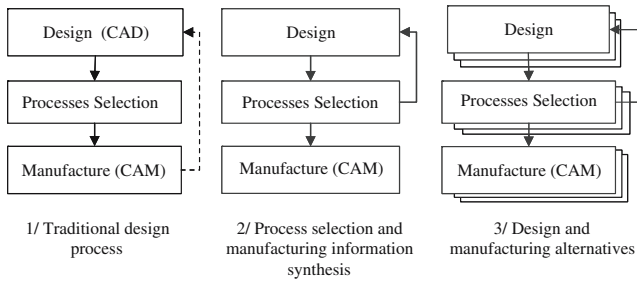 Design (CAD)
Processes Selection
Manufacture (CAM)
1/ Traditional design
process
Design
Processes Selection
Manufacture (CAM)
2/ Process selection and
manufacturing information
synthesis
Design
Processes Selection
Manufacture (CAM)
3/ Design and
manufacturing alternatives